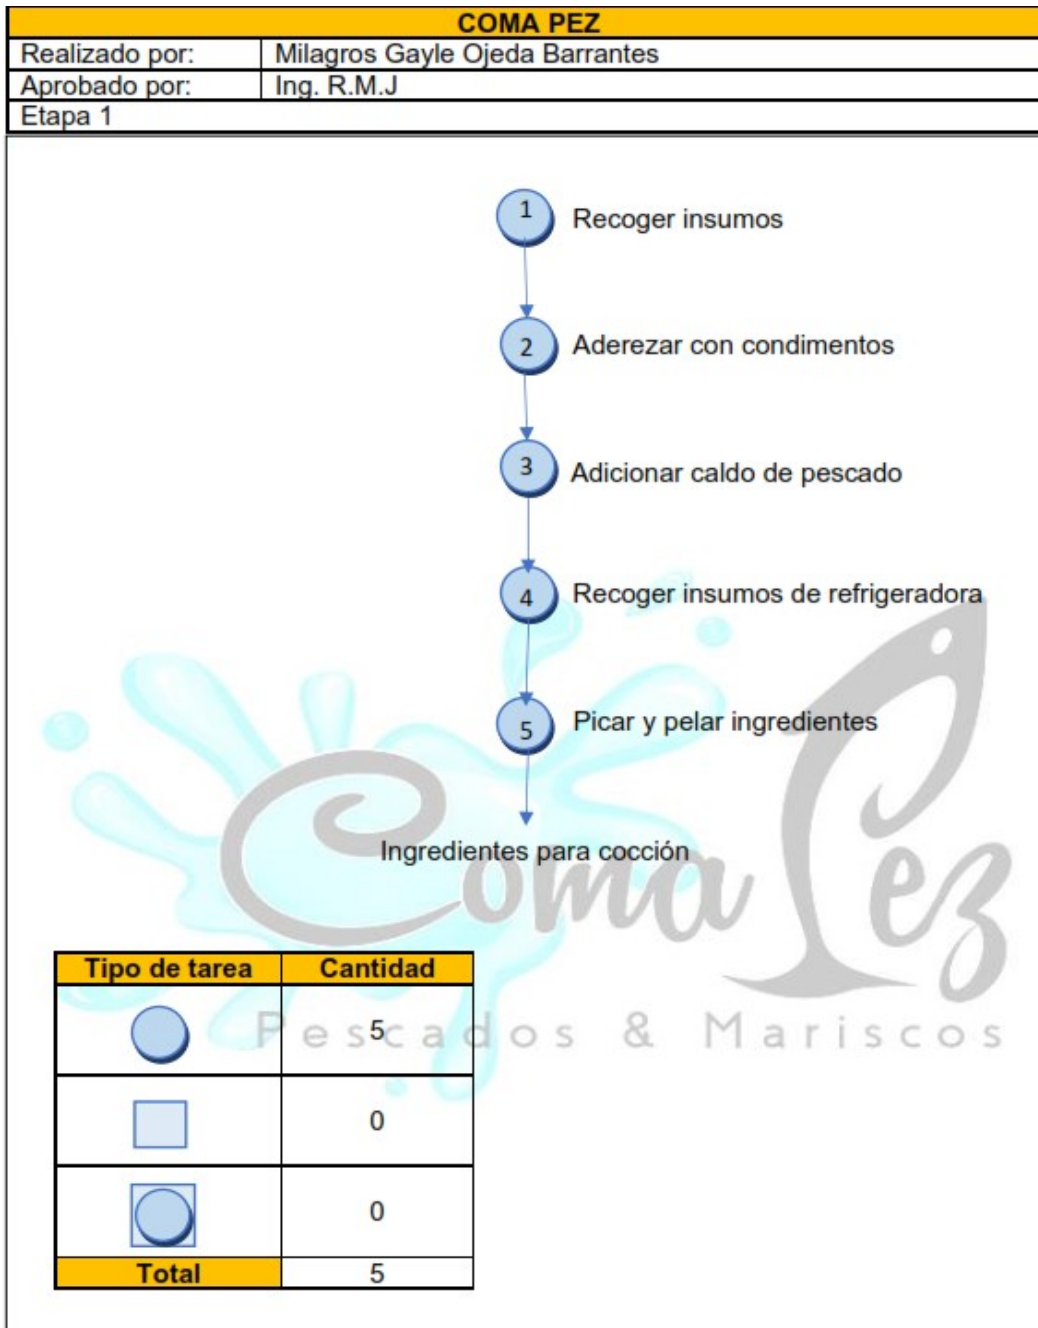 COMA PEZ
Realizado por: Milagros Gayle Ojeda Barrantes
Aprobado por: Ing. R.M.J
Etapa 1
1 Recoger insumos
2 Aderezar con condimentos
3 Adicionar caldo de pescado
4 Recoger insumos de refrigeradora
5 Picar y pelar ingredientes
Ingredientes para cocción
Coma Pez
Pescados & Mariscos
Tipo de tarea Cantidad
5
0
0
Total 5